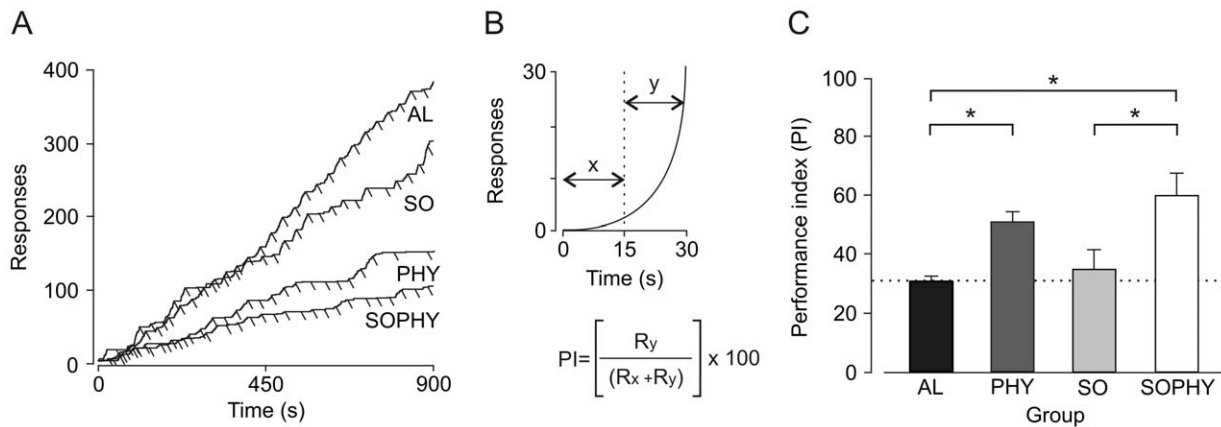 A
Responses
400
300
200
100
0
AL
SO
PHY
SOPHY
0 450 900
Time (s)
B
Responses
30
0
x
y
0 15 30
Time (s)
PI= [ Ry / (Rx +Ry) ] x 100
C
Performance index (PI)
100
80
60
40
20
0
*
* *
AL PHY SO SOPHY
Group